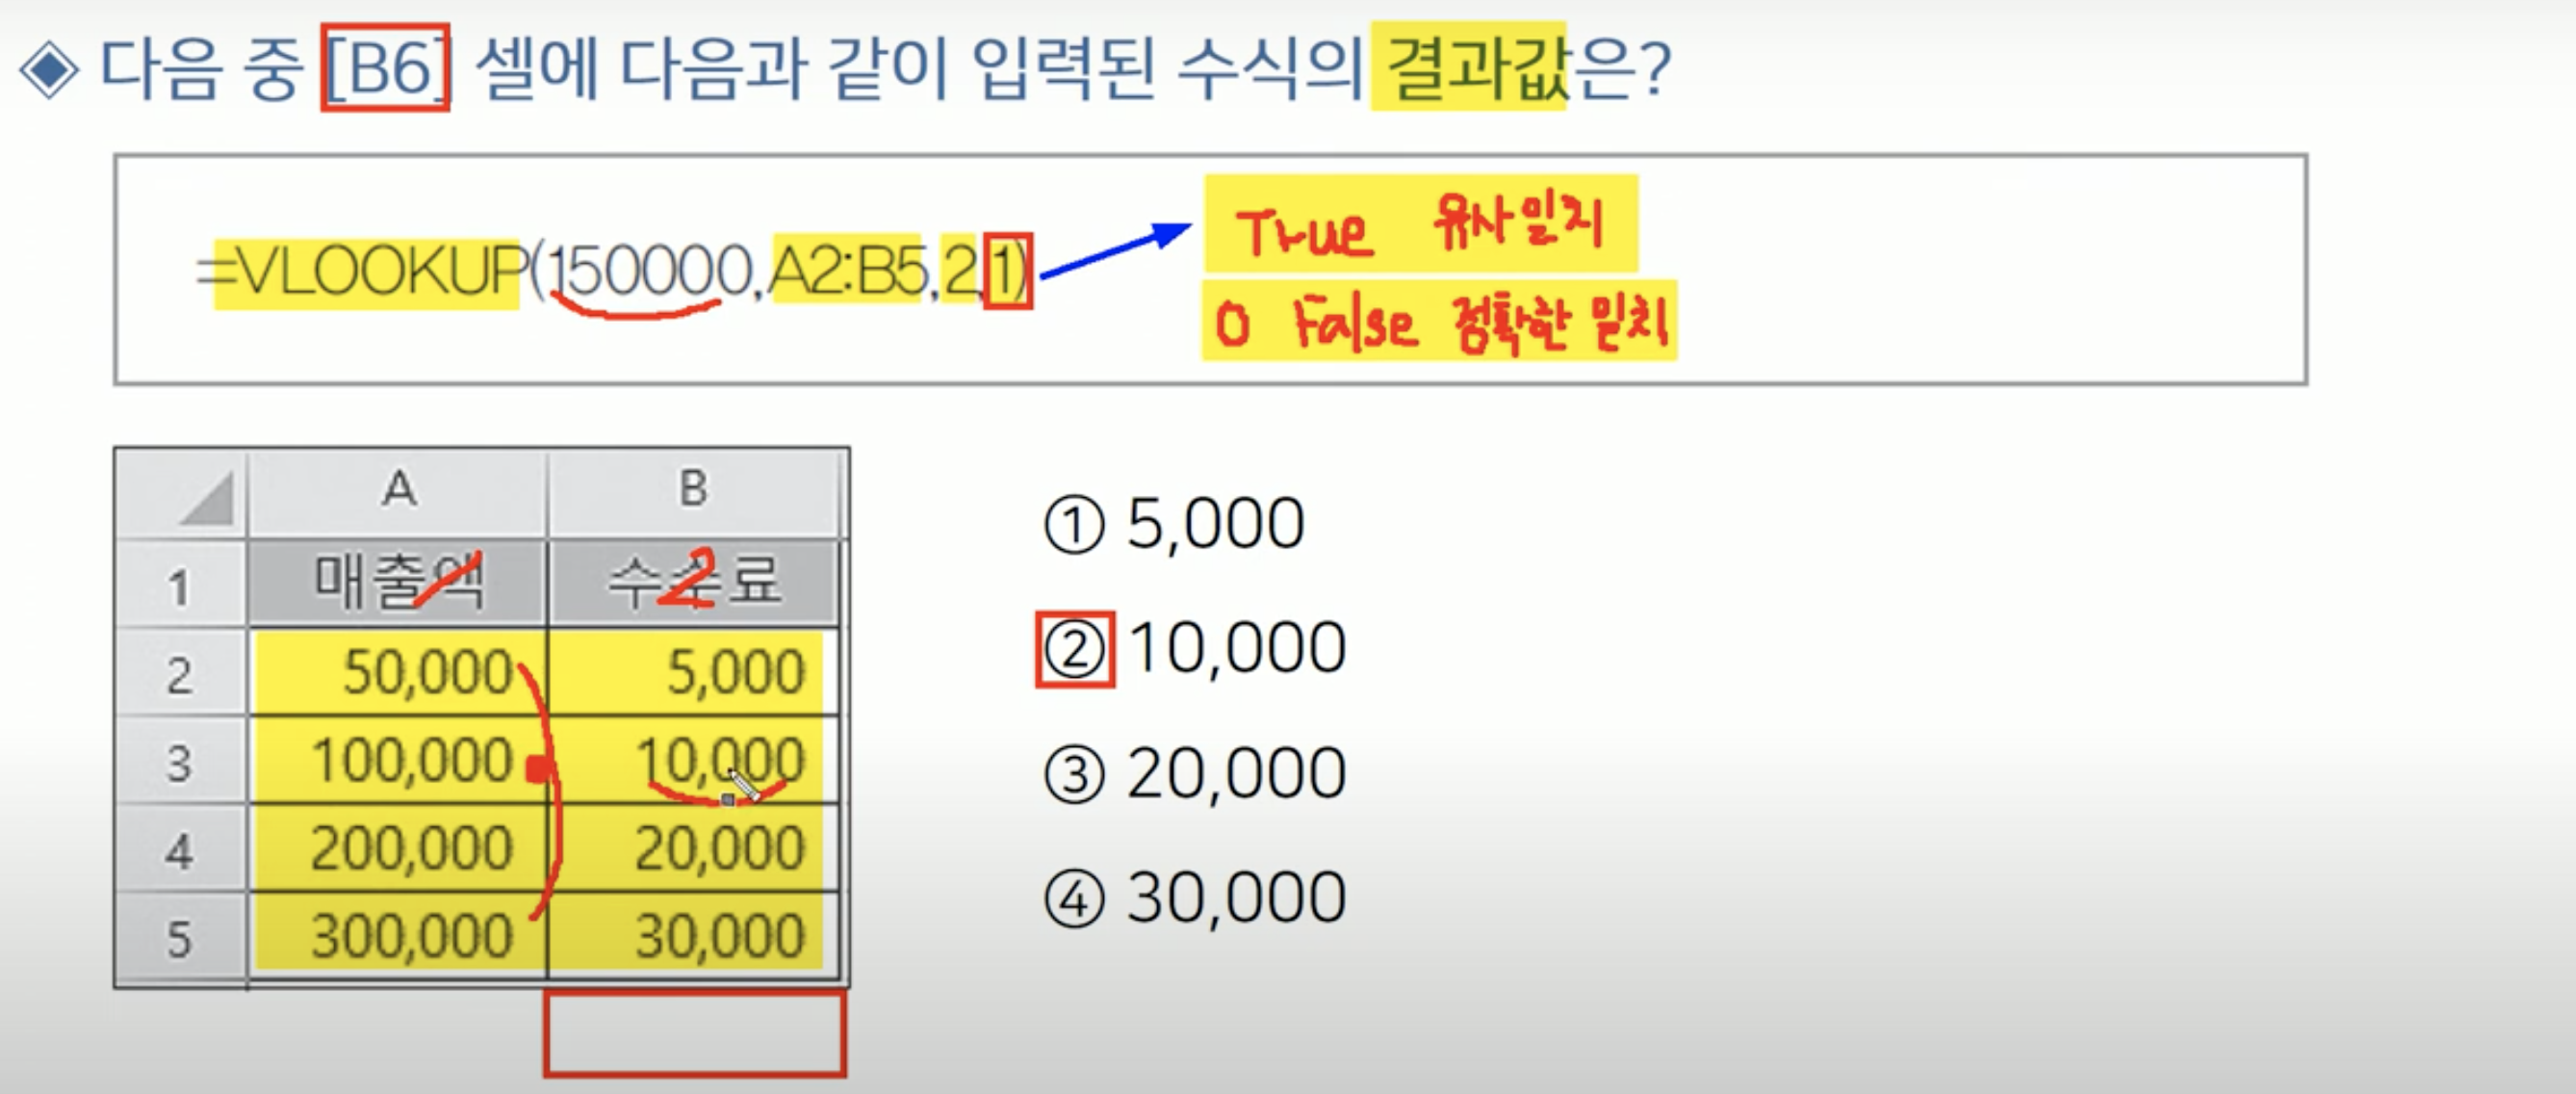 ◈ 다음 중 [B6] 셀에 다음과 같이 입력된 수식의 결과값은?
=VLOOKUP(150000,A2:B5,2,1)
True 유사일치
0 False 정확한 일치
A B
1 매출액 수수료
1 2
2 50,000 5,000
3 100,000 10,000
4 200,000 20,000
5 300,000 30,000
① 5,000
② 10,000
③ 20,000
④ 30,000